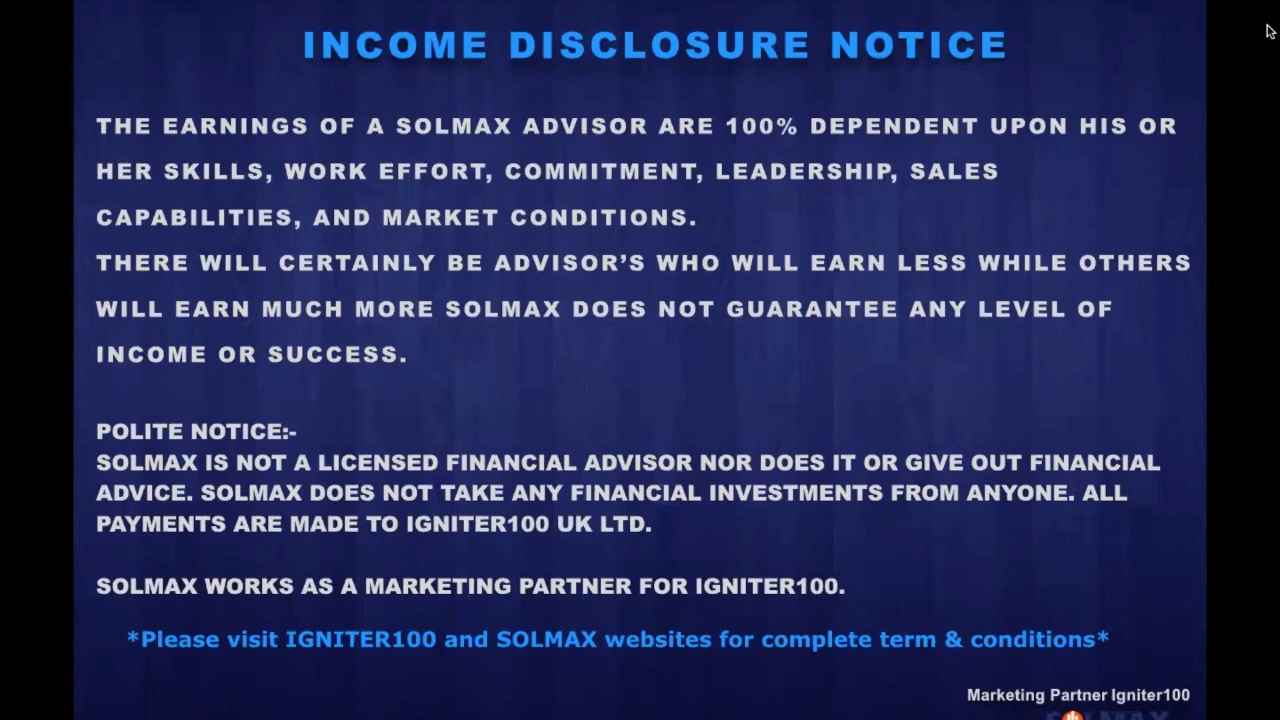 INCOME DISCLOSURE NOTICE
THE EARNINGS OF A SOLMAX ADVISOR ARE 100% DEPENDENT UPON HIS OR
HER SKILLS, WORK EFFORT, COMMITMENT, LEADERSHIP, SALES
CAPABILITIES, AND MARKET CONDITIONS.
THERE WILL CERTAINLY BE ADVISOR’S WHO WILL EARN LESS WHILE OTHERS
WILL EARN MUCH MORE SOLMAX DOES NOT GUARANTEE ANY LEVEL OF
INCOME OR SUCCESS.
POLITE NOTICE:-
SOLMAX IS NOT A LICENSED FINANCIAL ADVISOR NOR DOES IT OR GIVE OUT FINANCIAL
ADVICE. SOLMAX DOES NOT TAKE ANY FINANCIAL INVESTMENTS FROM ANYONE. ALL
PAYMENTS ARE MADE TO IGNITER100 UK LTD.
SOLMAX WORKS AS A MARKETING PARTNER FOR IGNITER100.
*Please visit IGNITER100 and SOLMAX websites for complete term & conditions*
Marketing Partner Igniter100